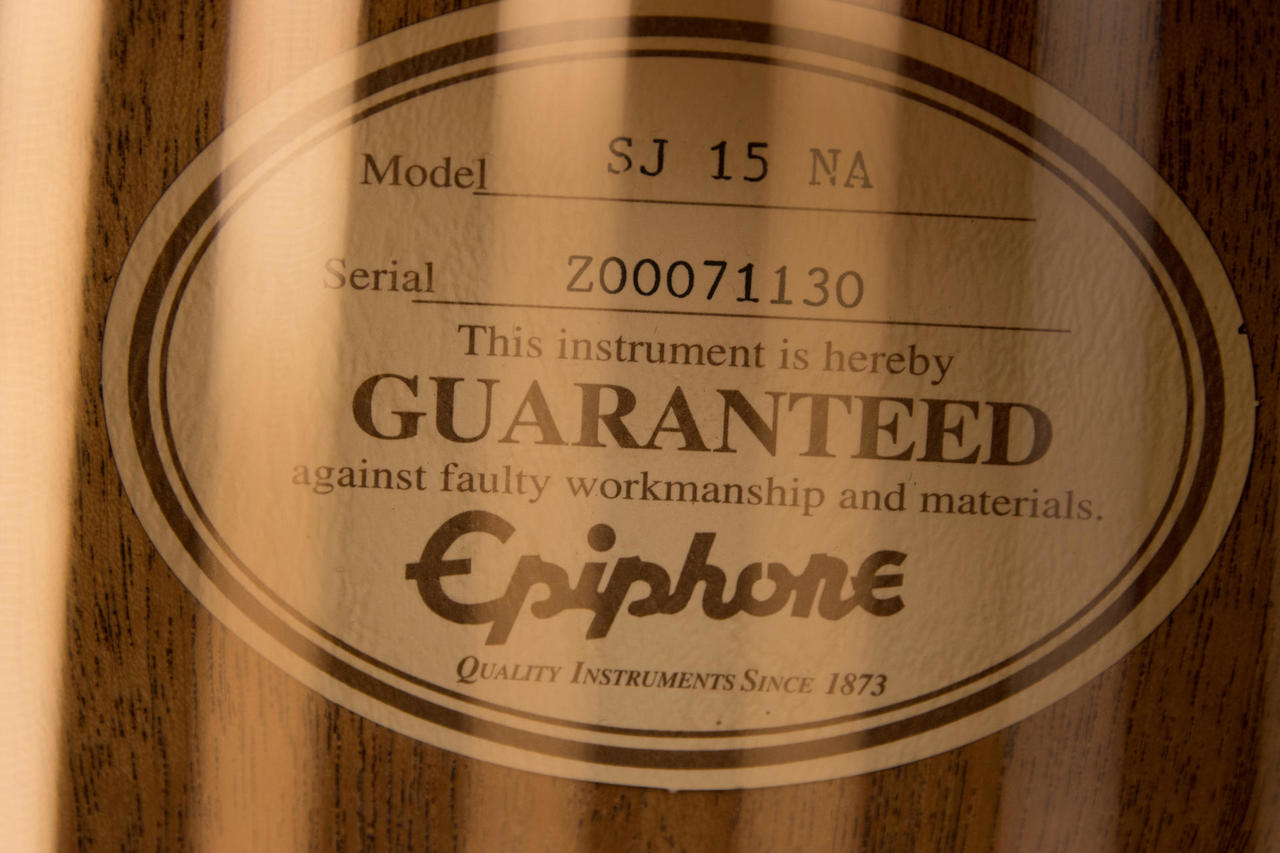 Model SJ 15 NA
Serial Z00071130
This instrument is hereby
GUARANTEED
against faulty workmanship and materials.
Epiphone
QUALITY INSTRUMENTS SINCE 1873